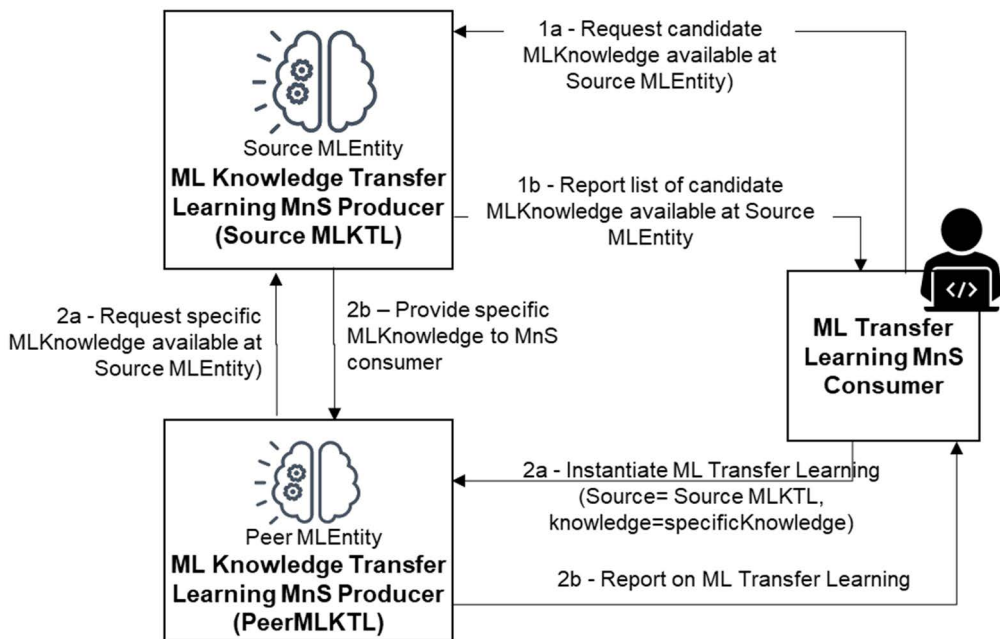 1a - Request candidate
MLKnowledge available at
Source MLEntity)
Source MLEntity
ML Knowledge Transfer
Learning MnS Producer
(Source MLKTL)
1b - Report list of candidate
MLKnowledge available at Source
MLEntity
2a - Request specific
MLKnowledge available at
Source MLEntity)
2b – Provide specific
MLKnowledge to MnS
consumer
</>
ML Transfer
Learning MnS
Consumer
Peer MLEntity
ML Knowledge Transfer
Learning MnS Producer
(PeerMLKTL)
2a - Instantiate ML Transfer Learning
(Source= Source MLKTL,
knowledge=specificKnowledge)
2b - Report on ML Transfer Learning